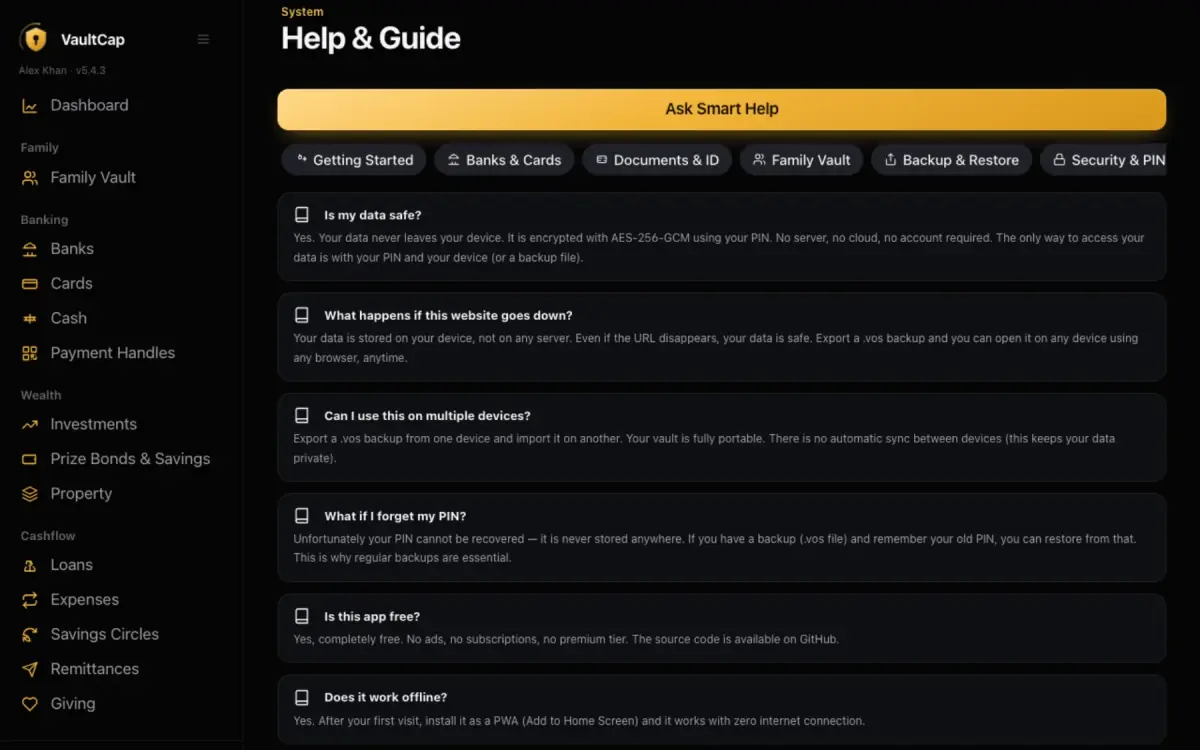 VaultCap
Alex Khan · v5.4.3
Dashboard
Family
Family Vault
Banking
Banks
Cards
Cash
Payment Handles
Wealth
Investments
Prize Bonds & Savings
Property
Cashflow
Loans
Expenses
Savings Circles
Remittances
Giving
System
Help & Guide
Ask Smart Help
Getting Started
Banks & Cards
Documents & ID
Family Vault
Backup & Restore
Security & PIN
Is my data safe?
Yes. Your data never leaves your device. It is encrypted with AES-256-GCM using your PIN. No server, no cloud, no account required. The only way to access your
data is with your PIN and your device (or a backup file).
What happens if this website goes down?
Your data is stored on your device, not on any server. Even if the URL disappears, your data is safe. Export a .vos backup and you can open it on any device using
any browser, anytime.
Can I use this on multiple devices?
Export a .vos backup from one device and import it on another. Your vault is fully portable. There is no automatic sync between devices (this keeps your data
private).
What if I forget my PIN?
Unfortunately your PIN cannot be recovered — it is never stored anywhere. If you have a backup (.vos file) and remember your old PIN, you can restore from that.
This is why regular backups are essential.
Is this app free?
Yes, completely free. No ads, no subscriptions, no premium tier. The source code is available on GitHub.
Does it work offline?
Yes. After your first visit, install it as a PWA (Add to Home Screen) and it works with zero internet connection.